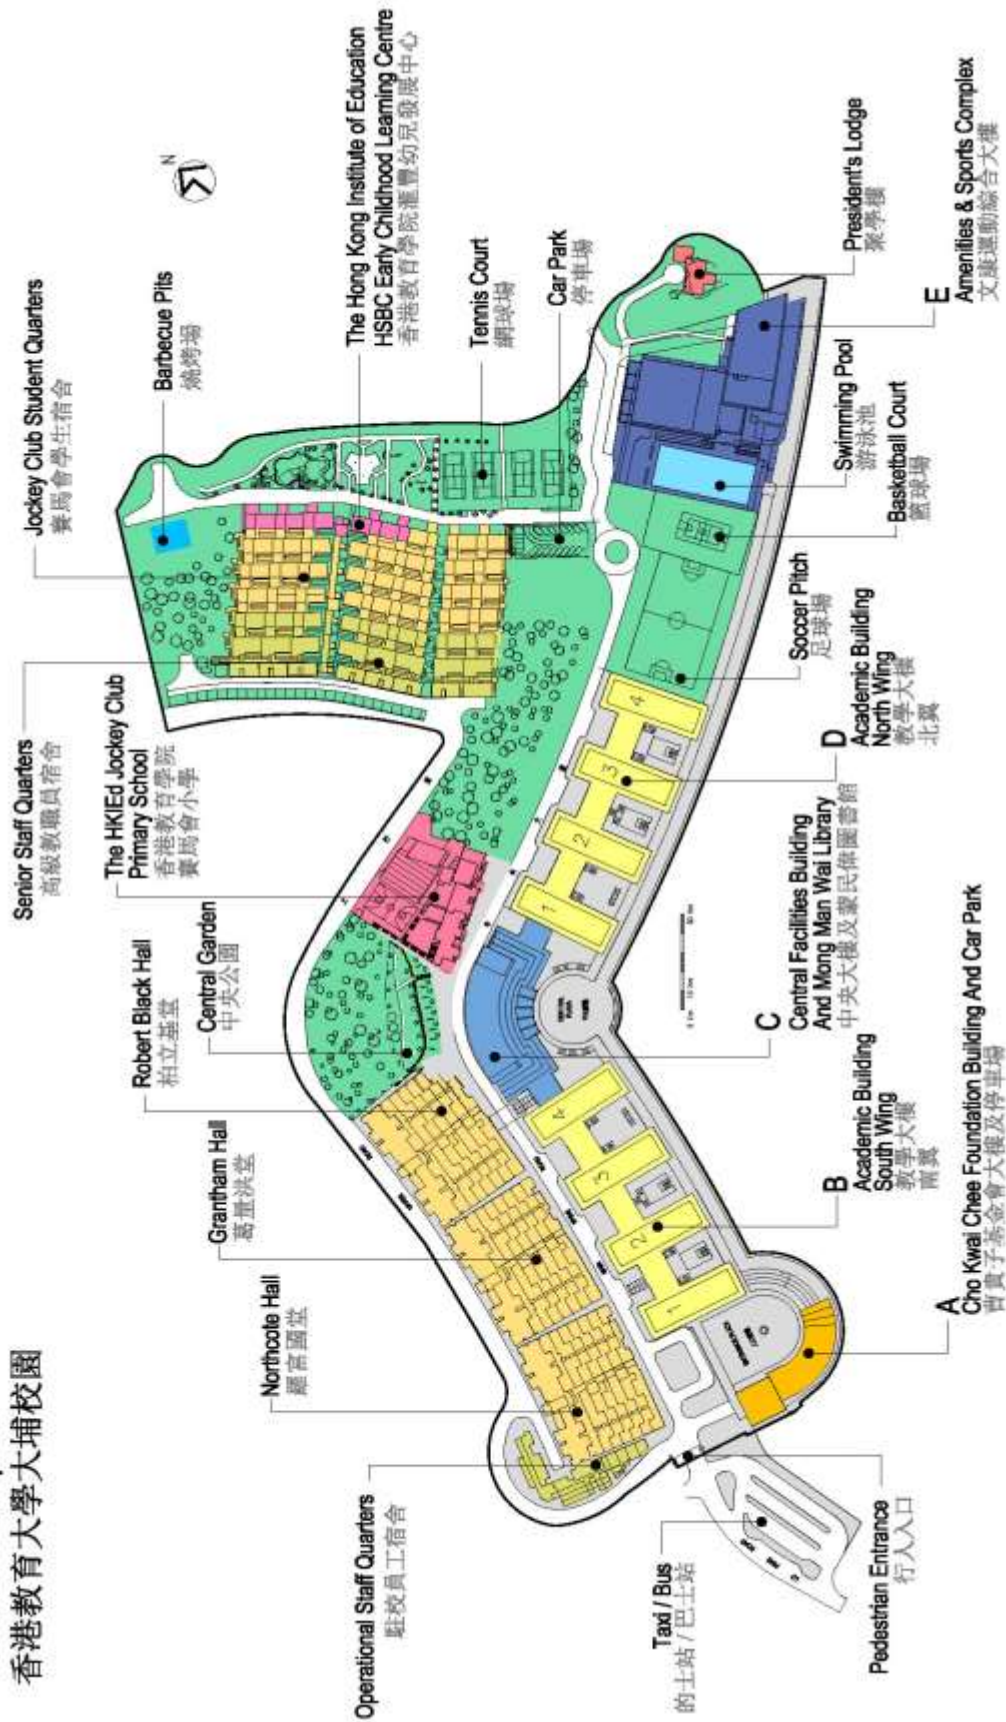 香港教育大學大埔校園
Operational Staff Quarters
駐校員工宿舍
Northcote Hall
羅富國堂
Grantham Hall
葛量洪堂
Robert Black Hall
柏立基堂
Central Garden
中央公園
The HKIEd Jockey Club
Primary School
香港教育學院
賽馬會小學
Senior Staff Quarters
高級教職員宿舍
Jockey Club Student Quarters
賽馬會學生宿舍
Barbecue Pits
燒烤場
N
The Hong Kong Institute of Education
HSBC Early Childhood Learning Centre
香港教育學院滙豐幼兒發展中心
Tennis Court
網球場
Car Park
停車場
President's Lodge
聚學樓
E
Amenities & Sports Complex
文康運動綜合大樓
Swimming Pool
游泳池
Basketball Court
籃球場
Soccer Pitch
足球場
D
Academic Building
North Wing
教學大樓
北翼
1
2
3
4
C
Central Facilities Building
And Mong Man Wai Library
中央大樓及蒙民偉圖書館
B
Academic Building
South Wing
教學大樓
南翼
1
2
3
4
A
Cho Kwai Chee Foundation Building And Car Park
曹貴子基金會大樓及停車場
Taxi / Bus
的士站 / 巴士站
Pedestrian Entrance
行人入口